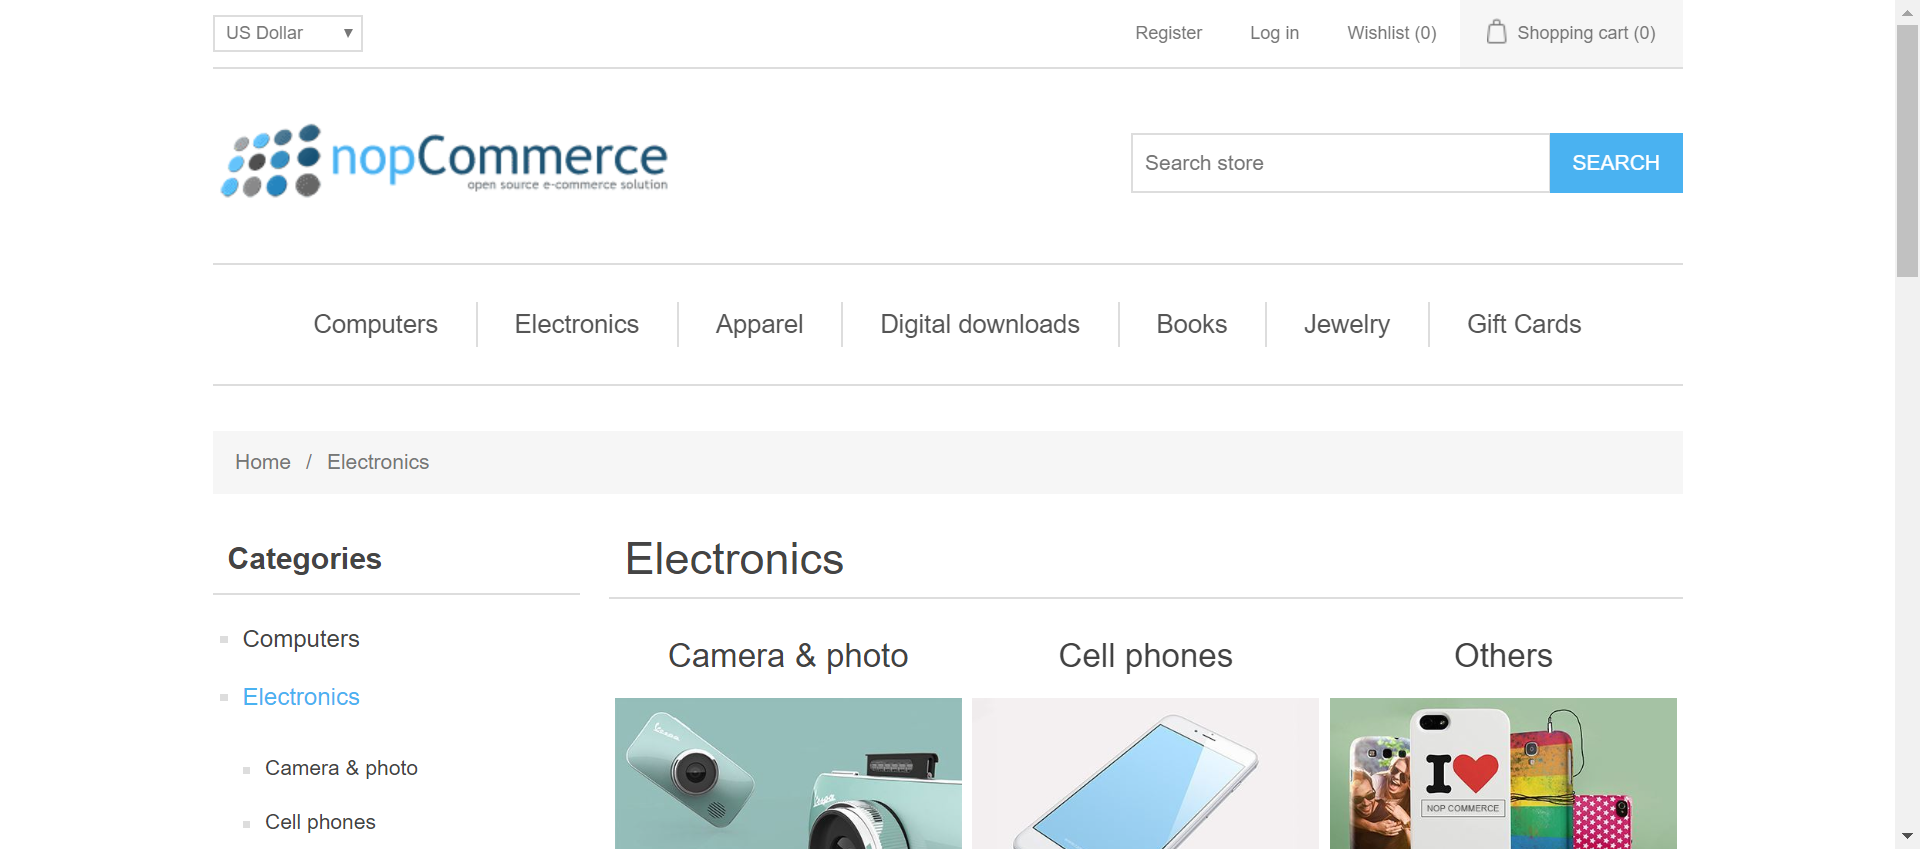 US Dollar ▼
Register
Log in
Wishlist (0)
Shopping cart (0)
nopCommerce
open source e-commerce solution
Search store
SEARCH
Computers
Electronics
Apparel
Digital downloads
Books
Jewelry
Gift Cards
Home / Electronics
Categories
Electronics
Computers
Electronics
Camera & photo
Cell phones
Camera & photo
Cell phones
Others
Vespa
Vespa
I
NOP COMMERCE